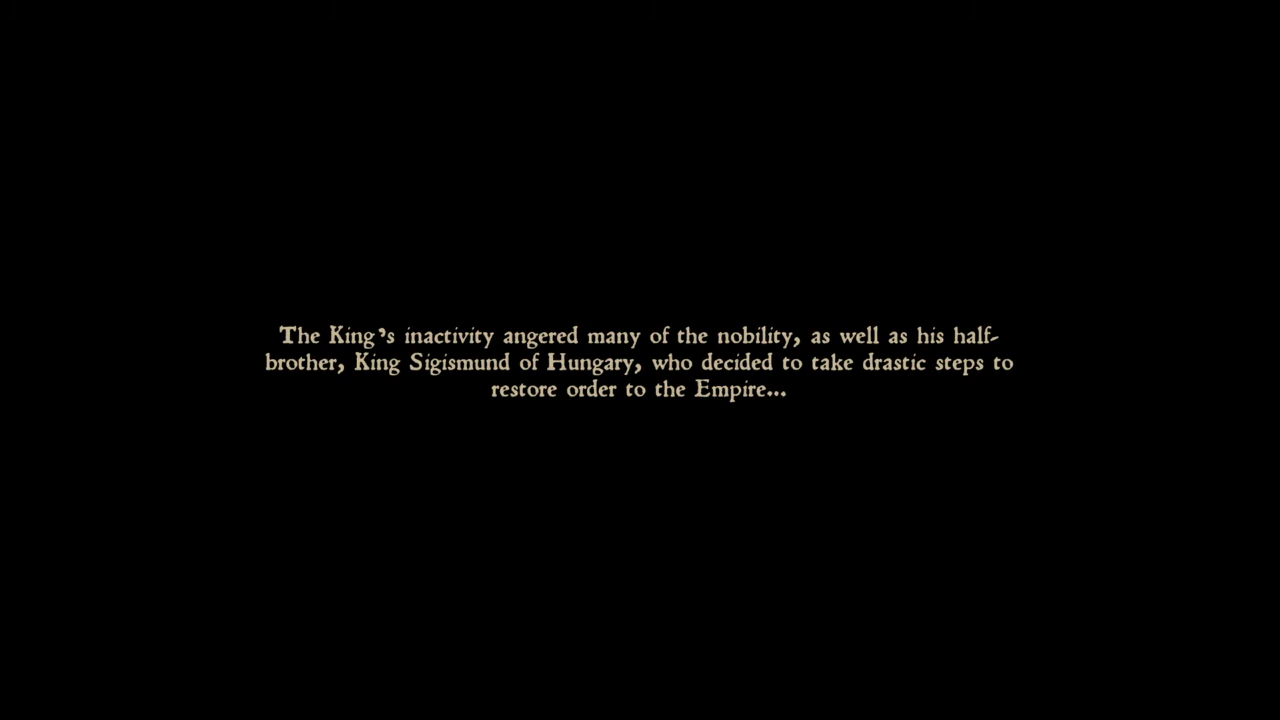 The King's inactivity angered many of the nobility, as well as his half-
brother, King Sigismund of Hungary, who decided to take drastic steps to
restore order to the Empire...